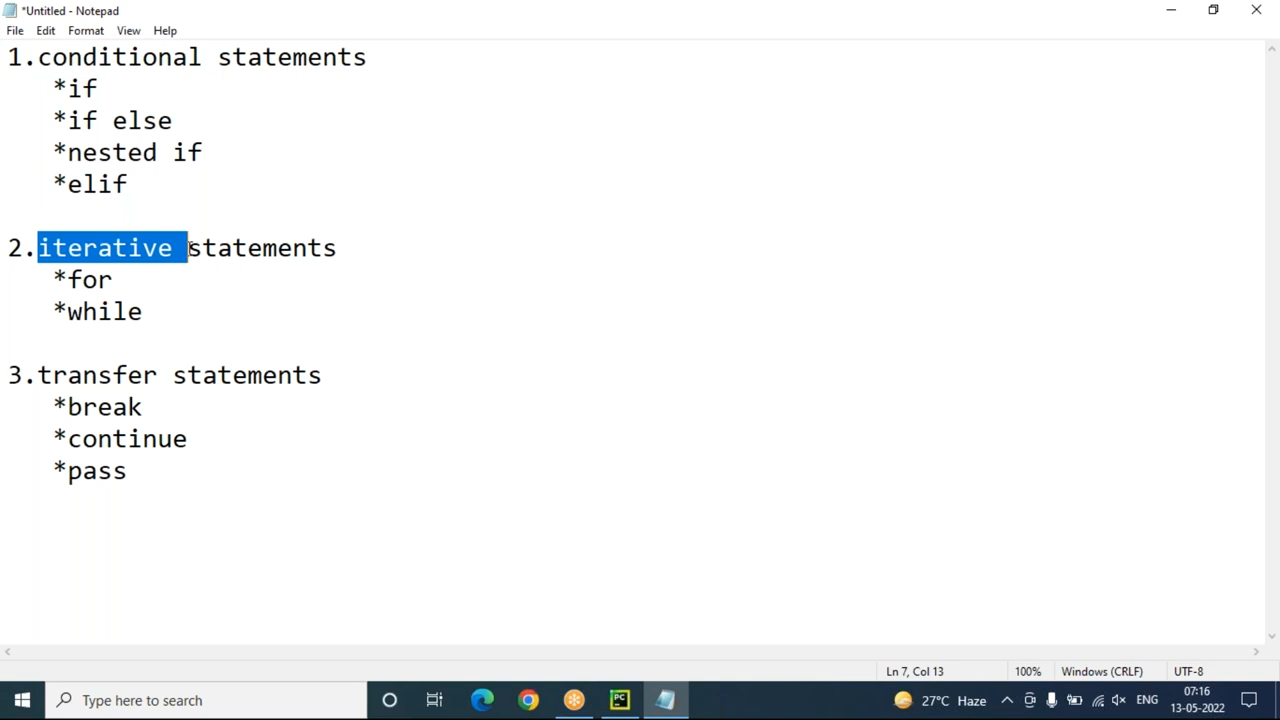 *Untitled - Notepad
File Edit Format View Help
1.conditional statements
*if
*if else
*nested if
*elif
2.iterative statements
*for
*while
3.transfer statements
*break
*continue
*pass
Ln 7, Col 13 100% Windows (CRLF) UTF-8
Type here to search
27°C Haze
ENG
07:16
13-05-2022